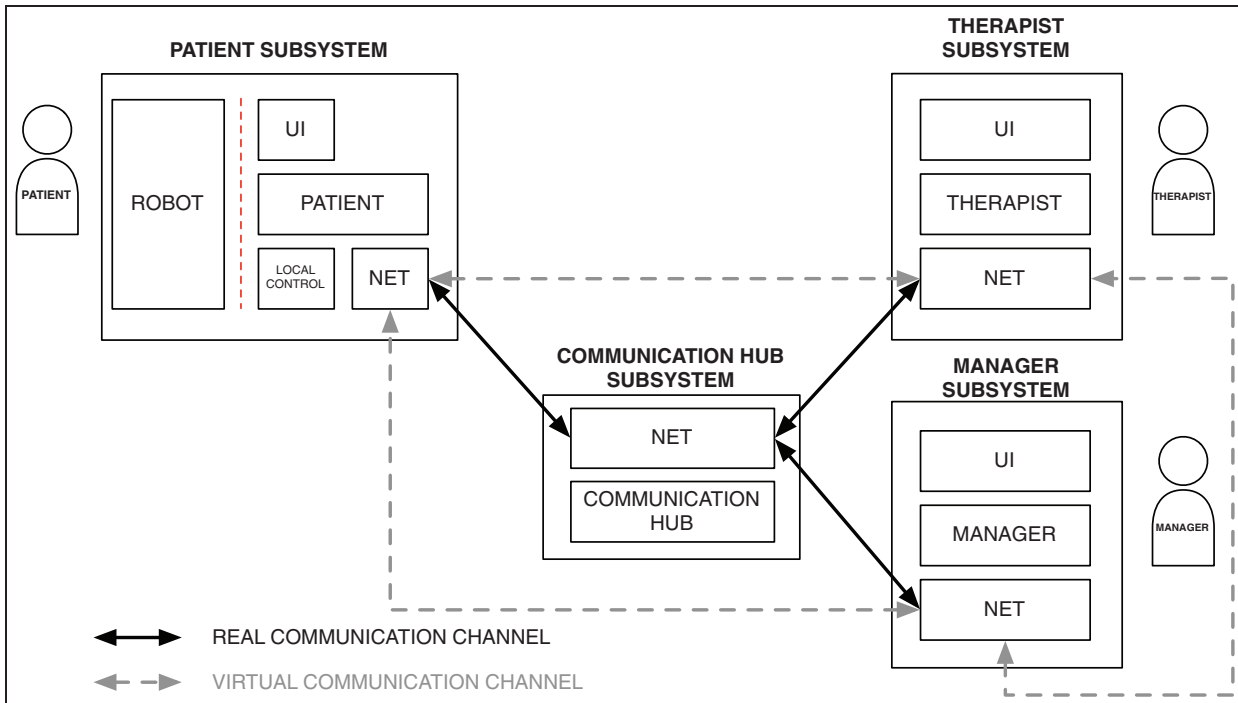 PATIENT SUBSYSTEM
PATIENT
ROBOT
UI
PATIENT
LOCAL
CONTROL
NET
THERAPIST
SUBSYSTEM
UI
THERAPIST
NET
THERAPIST
COMMUNICATION HUB
SUBSYSTEM
NET
COMMUNICATION
HUB
MANAGER
SUBSYSTEM
UI
MANAGER
NET
MANAGER
REAL COMMUNICATION CHANNEL
VIRTUAL COMMUNICATION CHANNEL